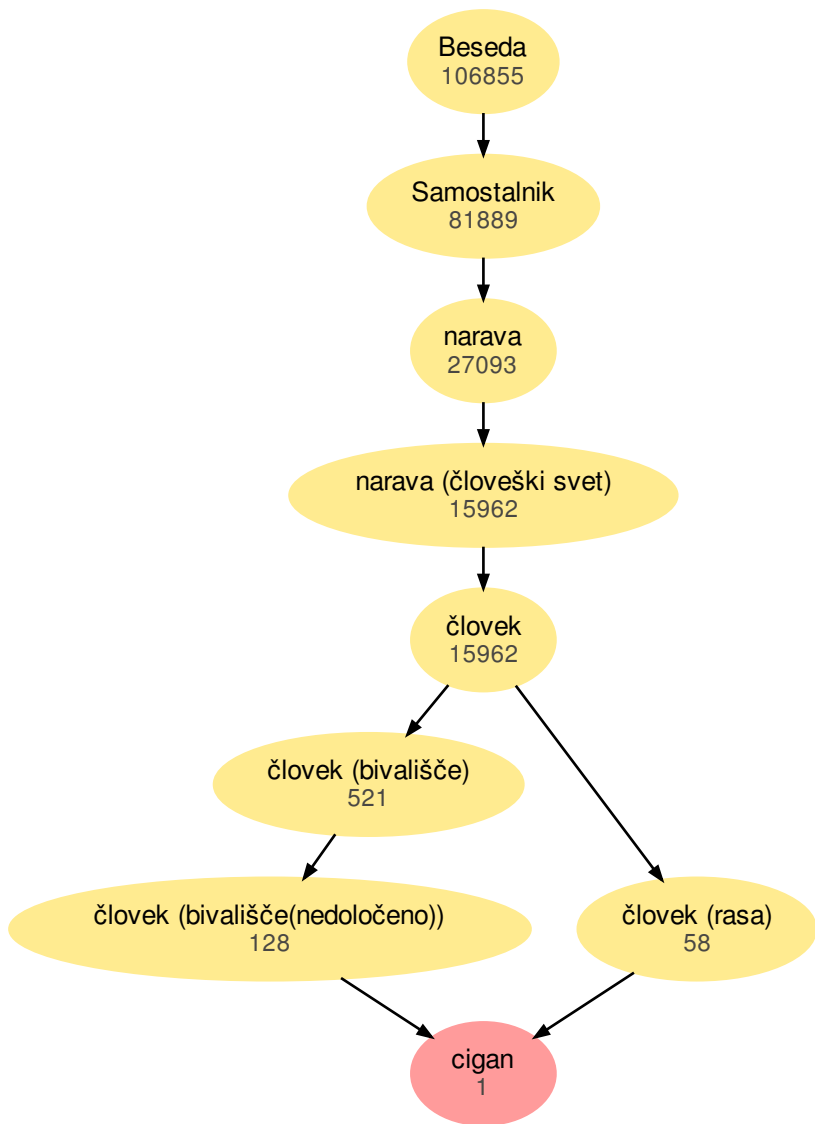 Beseda
106855
Samostalnik
81889
narava
27093
narava (človeški svet)
15962
človek
15962
človek (bivališče)
521
človek (bivališče(nedoločeno))
128
človek (rasa)
58
cigan
1